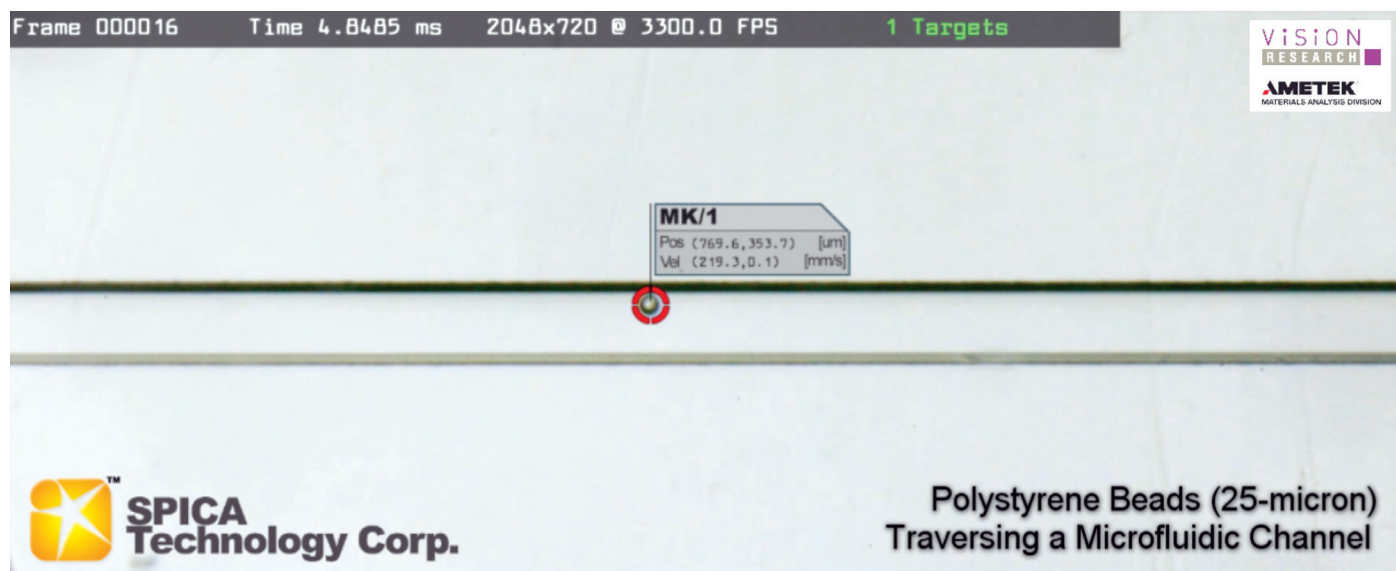 Frame 000016 Time 4.8485 ms 2048x720 @ 3300.0 FPS 1 Targets
ViSiON
RESEARCH
AMETEK
MATERIALS ANALYSIS DIVISION
MK/1
Pos (769.6,353.7) [um]
Vel (219.3,0.1) [mm/s]
SPICA
Technology Corp.
TM
Polystyrene Beads (25-micron)
Traversing a Microfluidic Channel